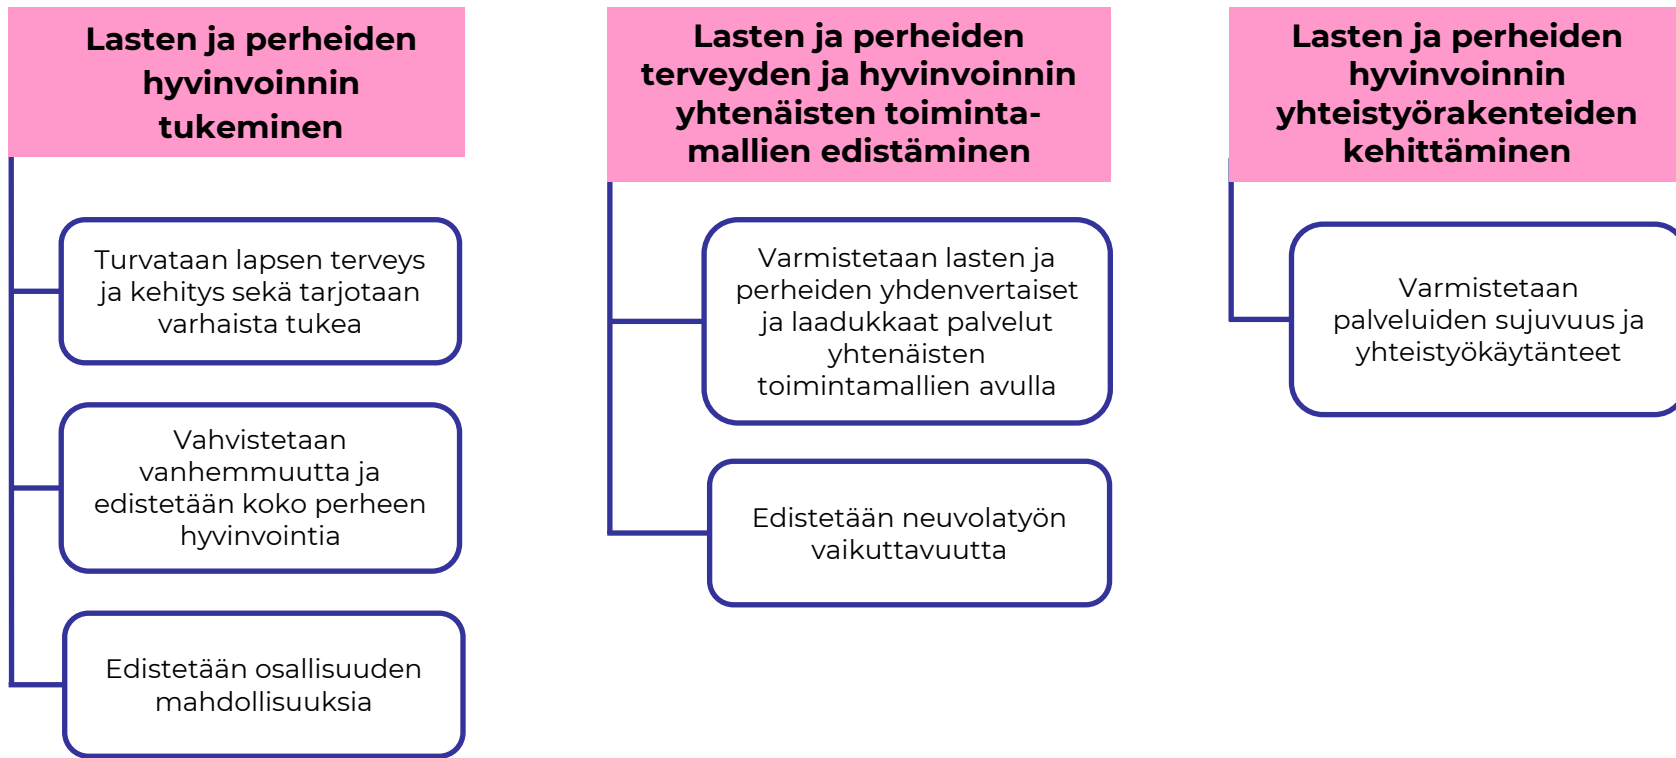 Lasten ja perheiden
hyvinvoinnin
tukeminen
Turvataan lapsen terveys
ja kehitys sekä tarjotaan
varhaista tukea
Vahvistetaan
vanhemmuutta ja
edistetään koko perheen
hyvinvointia
Edistetään osallisuuden
mahdollisuuksia
Lasten ja perheiden
terveyden ja hyvinvoinnin
yhtenäisten toiminta-
mallien edistäminen
Varmistetaan lasten ja
perheiden yhdenvertaiset
ja laadukkaat palvelut
yhtenäisten
toimintamallien avulla
Edistetään neuvolatyön
vaikuttavuutta
Lasten ja perheiden
hyvinvoinnin
yhteistyörakenteiden
kehittäminen
Varmistetaan
palveluiden sujuvuus ja
yhteistyökäytänteet